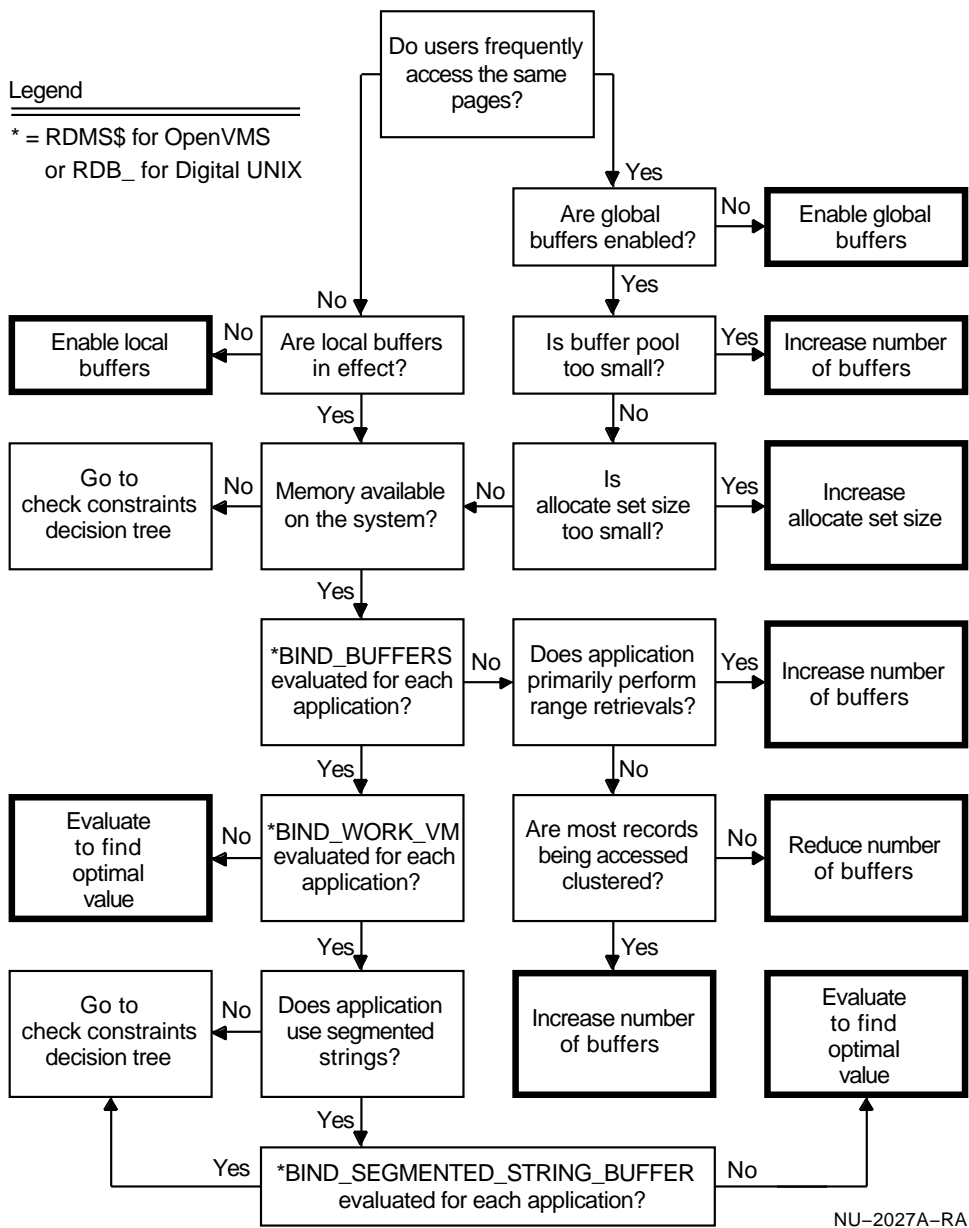 Do users frequently
access the same
pages?
Legend
* = RDMS$ for OpenVMS
or RDB_ for Digital UNIX
Yes
Are global
buffers enabled?
No
Enable global
buffers
No
Yes
Enable local
buffers
No
Are local buffers
in effect?
Is buffer pool
too small?
Yes
Increase number
of buffers
Yes
No
Go to
check constraints
decision tree
No
Memory available
on the system?
No
Is
allocate set size
too small?
Yes
Increase
allocate set size
Yes
*BIND_BUFFERS
evaluated for each
application?
No
Does application
primarily perform
range retrievals?
Yes
Increase number
of buffers
Yes
No
Evaluate
to find
optimal
value
No
*BIND_WORK_VM
evaluated for each
application?
Are most records
being accessed
clustered?
No
Reduce number
of buffers
Yes
Yes
Go to
check constraints
decision tree
No
Does application
use segmented
strings?
Increase number
of buffers
Evaluate
to find
optimal
value
Yes
Yes
*BIND_SEGMENTED_STRING_BUFFER
evaluated for each application?
No
NU−2027A−RA